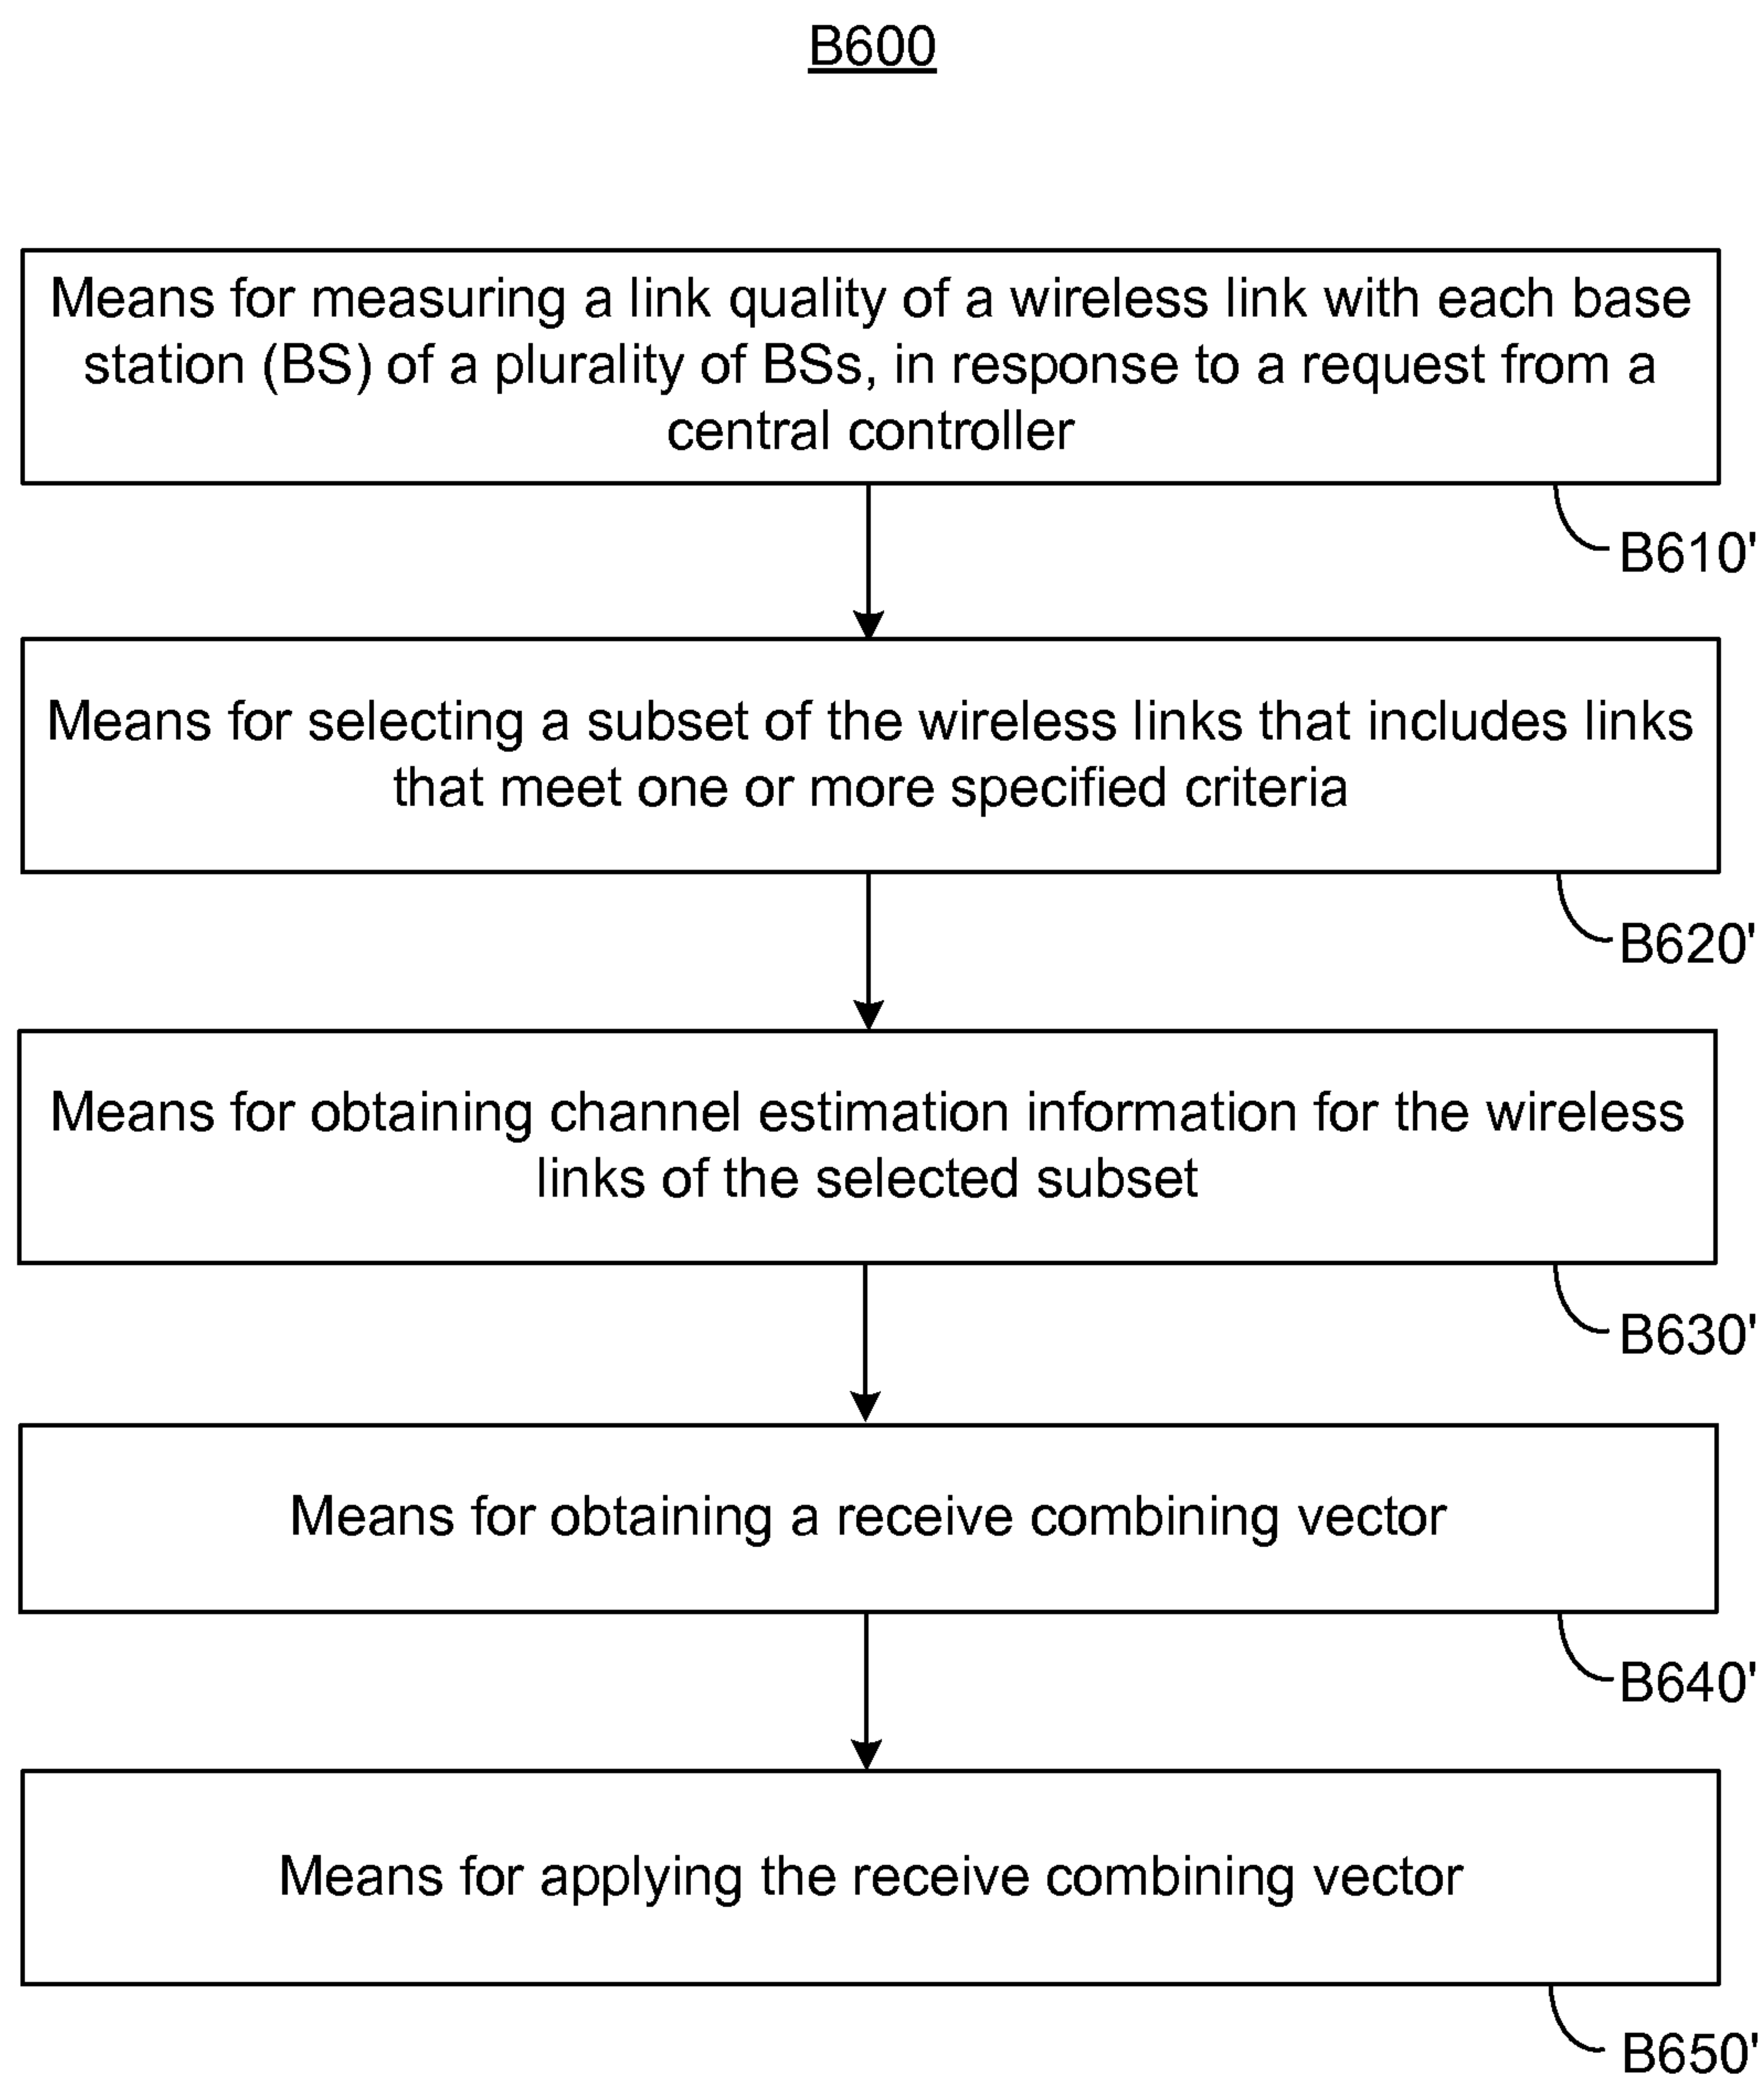 B600
Means for measuring a link quality of a wireless link with each base
station (BS) of a plurality of BSs, in response to a request from a
central controller
B610'
Means for selecting a subset of the wireless links that includes links
that meet one or more specified criteria
B620'
Means for obtaining channel estimation information for the wireless
links of the selected subset
B630'
Means for obtaining a receive combining vector
B640'
Means for applying the receive combining vector
B650'